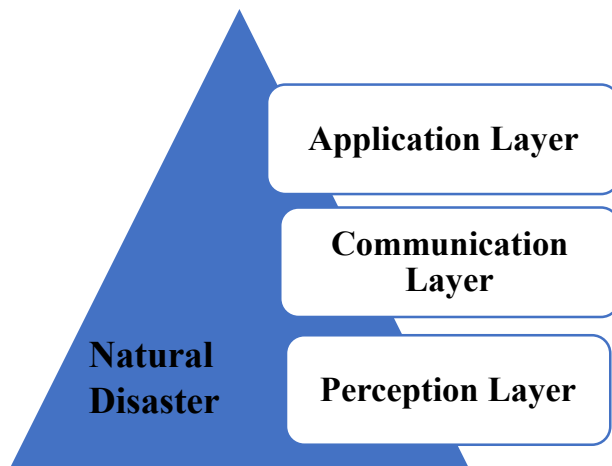 Application Layer
Communication
Layer
Natural
Disaster
Perception Layer